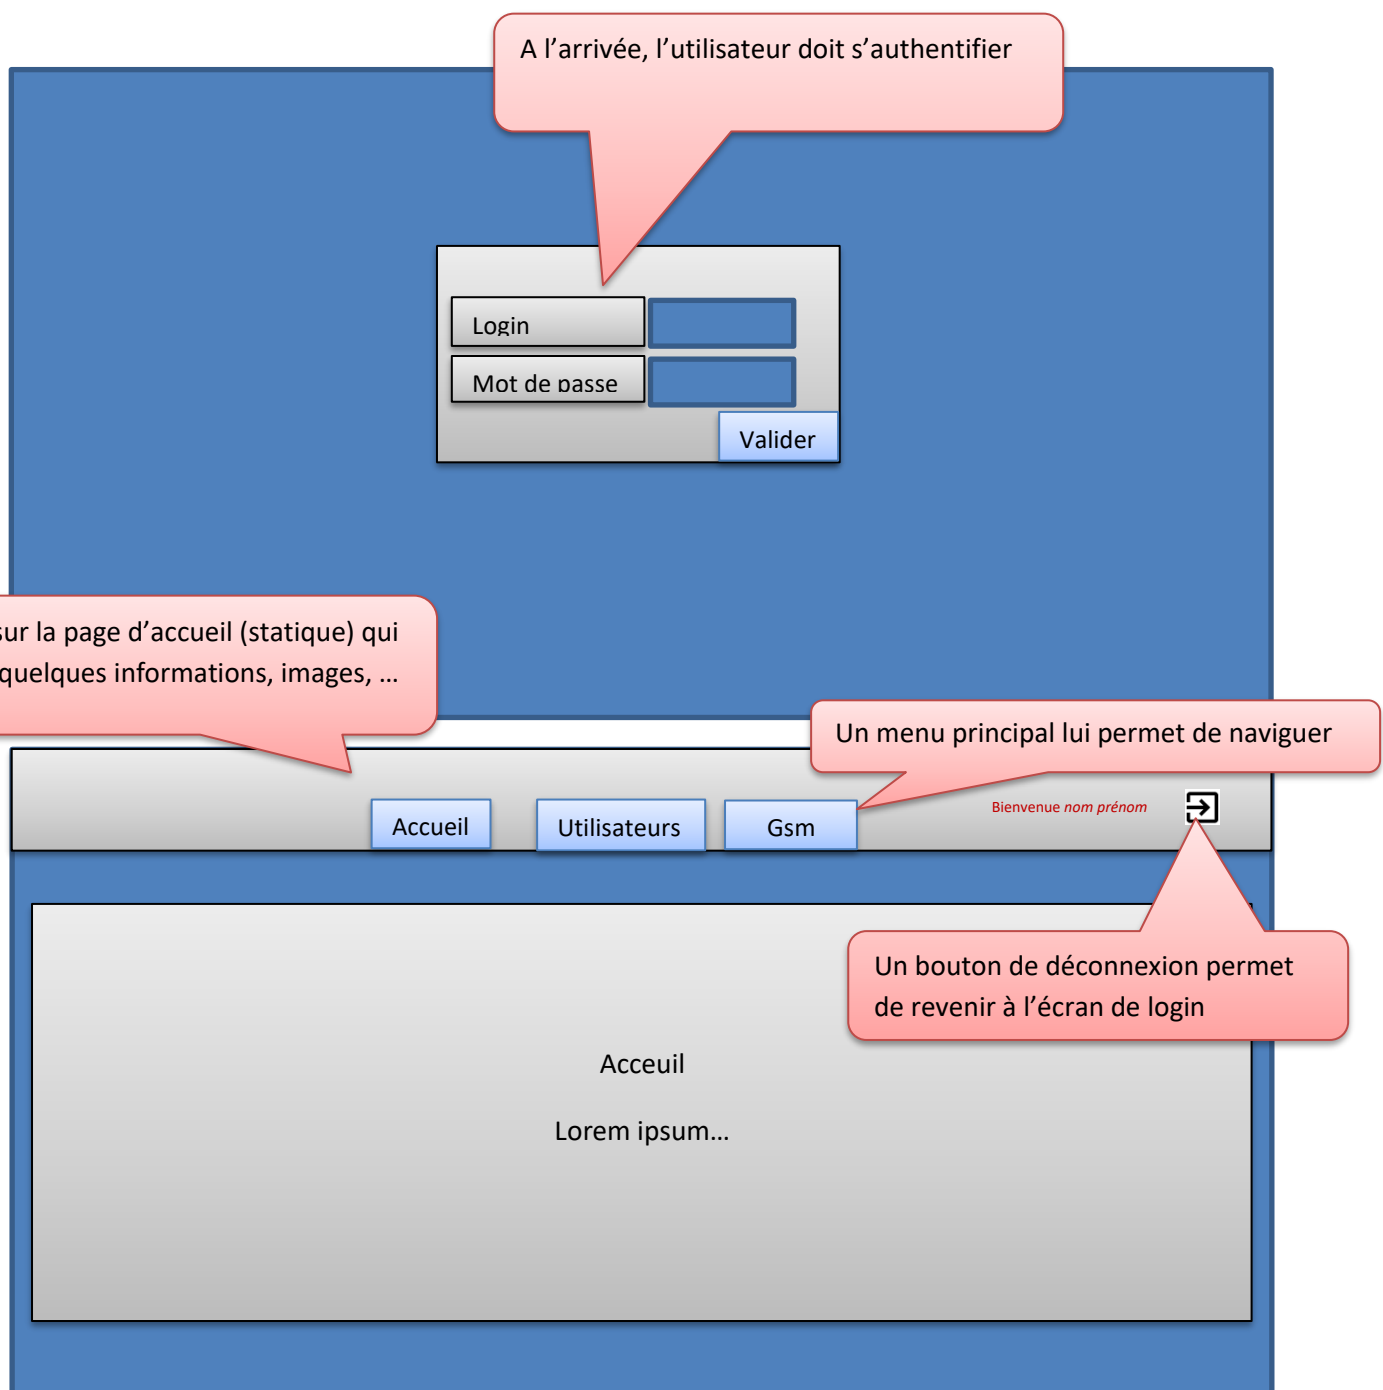 A l’arrivée, l’utilisateur doit s’authentifier
Login
Mot de passe
Valider
sur la page d’accueil (statique) qui
quelques informations, images, …
Un menu principal lui permet de naviguer
Accueil
Utilisateurs
Gsm
Bienvenue nom prénom
Un bouton de déconnexion permet
de revenir à l’écran de login
Acceuil
Lorem ipsum…